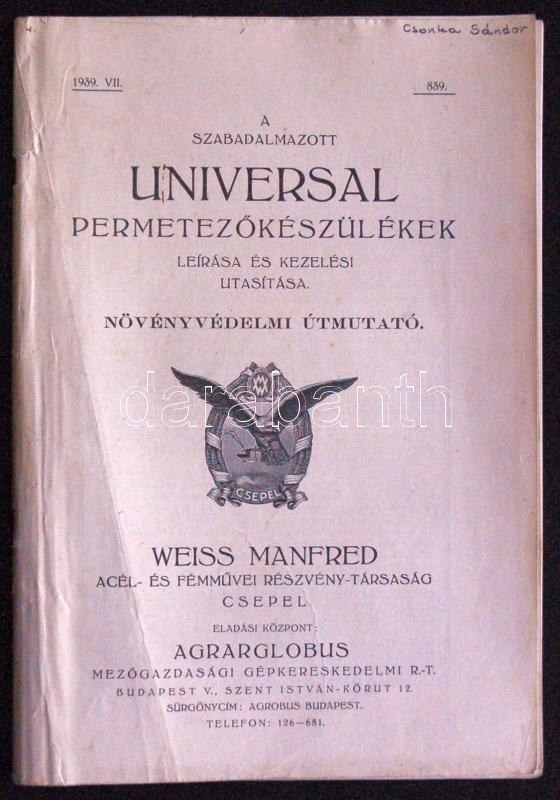 4.
Csonka Sándor
1939. VII.
839.
A
SZABADALMAZOTT
UNIVERSAL
PERMETEZŐKÉSZÜLÉKEK
LEÍRÁSA ÉS KEZELÉSI
UTASÍTÁSA.
NÖVÉNYVÉDELMI ÚTMUTATÓ.
darabanth
CSEPEL
WEISS MANFRED
ACÉL- ÉS FÉMMŰVEI RÉSZVÉNY-TÁRSASÁG
CSEPEL
ELADÁSI KÖZPONT:
AGRARGLOBUS
MEZŐGAZDASÁGI GÉPKERESKEDELMI R.-T.
BUDAPEST V., SZENT ISTVÁN-KÖRUT 12.
SÜRGÖNYCÍM: AGROBUS BUDAPEST.
TELEFON: 126—681.